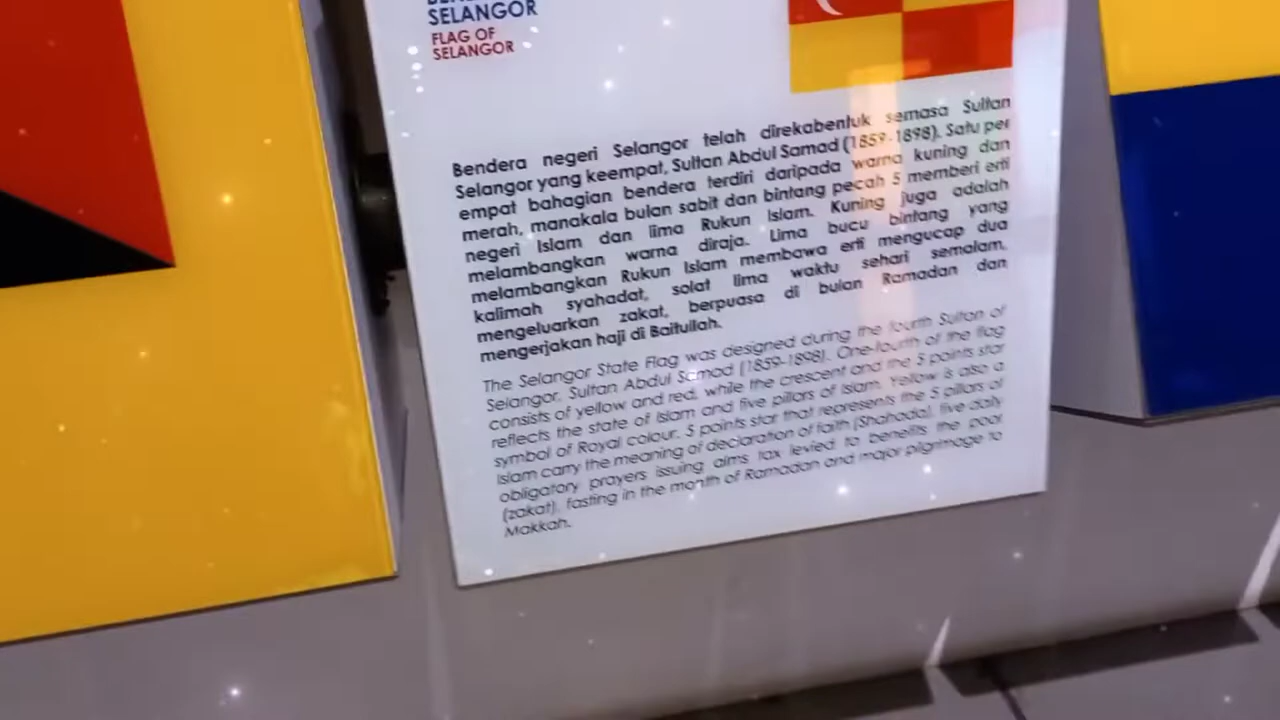 SELANGOR
FLAG OF
SELANGOR
Bendera negeri Selangor telah direkabentuk semasa Sultan
Selangor yang keempat, Sultan Abdul Samad (1859-1898). Satu per
empat bahagian bendera terdiri daripada warna kuning dan
merah, manakala bulan sabit dan bintang pecah 5 memberi erti
negeri Islam dan lima Rukun Islam. Kuning juga adalah
melambangkan warna diraja. Lima bucu bintang yang
melambangkan Rukun Islam membawa erti mengucap dua
kalimah syahadat, solat lima waktu sehari semalam,
mengeluarkan zakat, berpuasa di bulan Ramadan dan
mengerjakan haji di Baitullah.
The Selangor State Flag was designed during the fourth Sultan of
Selangor, Sultan Abdul Samad (1859-1898). One-fourth of the flag
consists of yellow and red, while the crescent and the 5 points star
reflects the state of Islam and five pillars of Islam. Yellow is also a
symbol of Royal colour. 5 points star that represents the 5 pillars of
Islam carry the meaning of declaration of faith (Shahada), five daily
obligatory prayers issuing alms tax levied to benefits the poor
(zakat), fasting in the month of Ramadan and major pilgrimage to
Makkah.